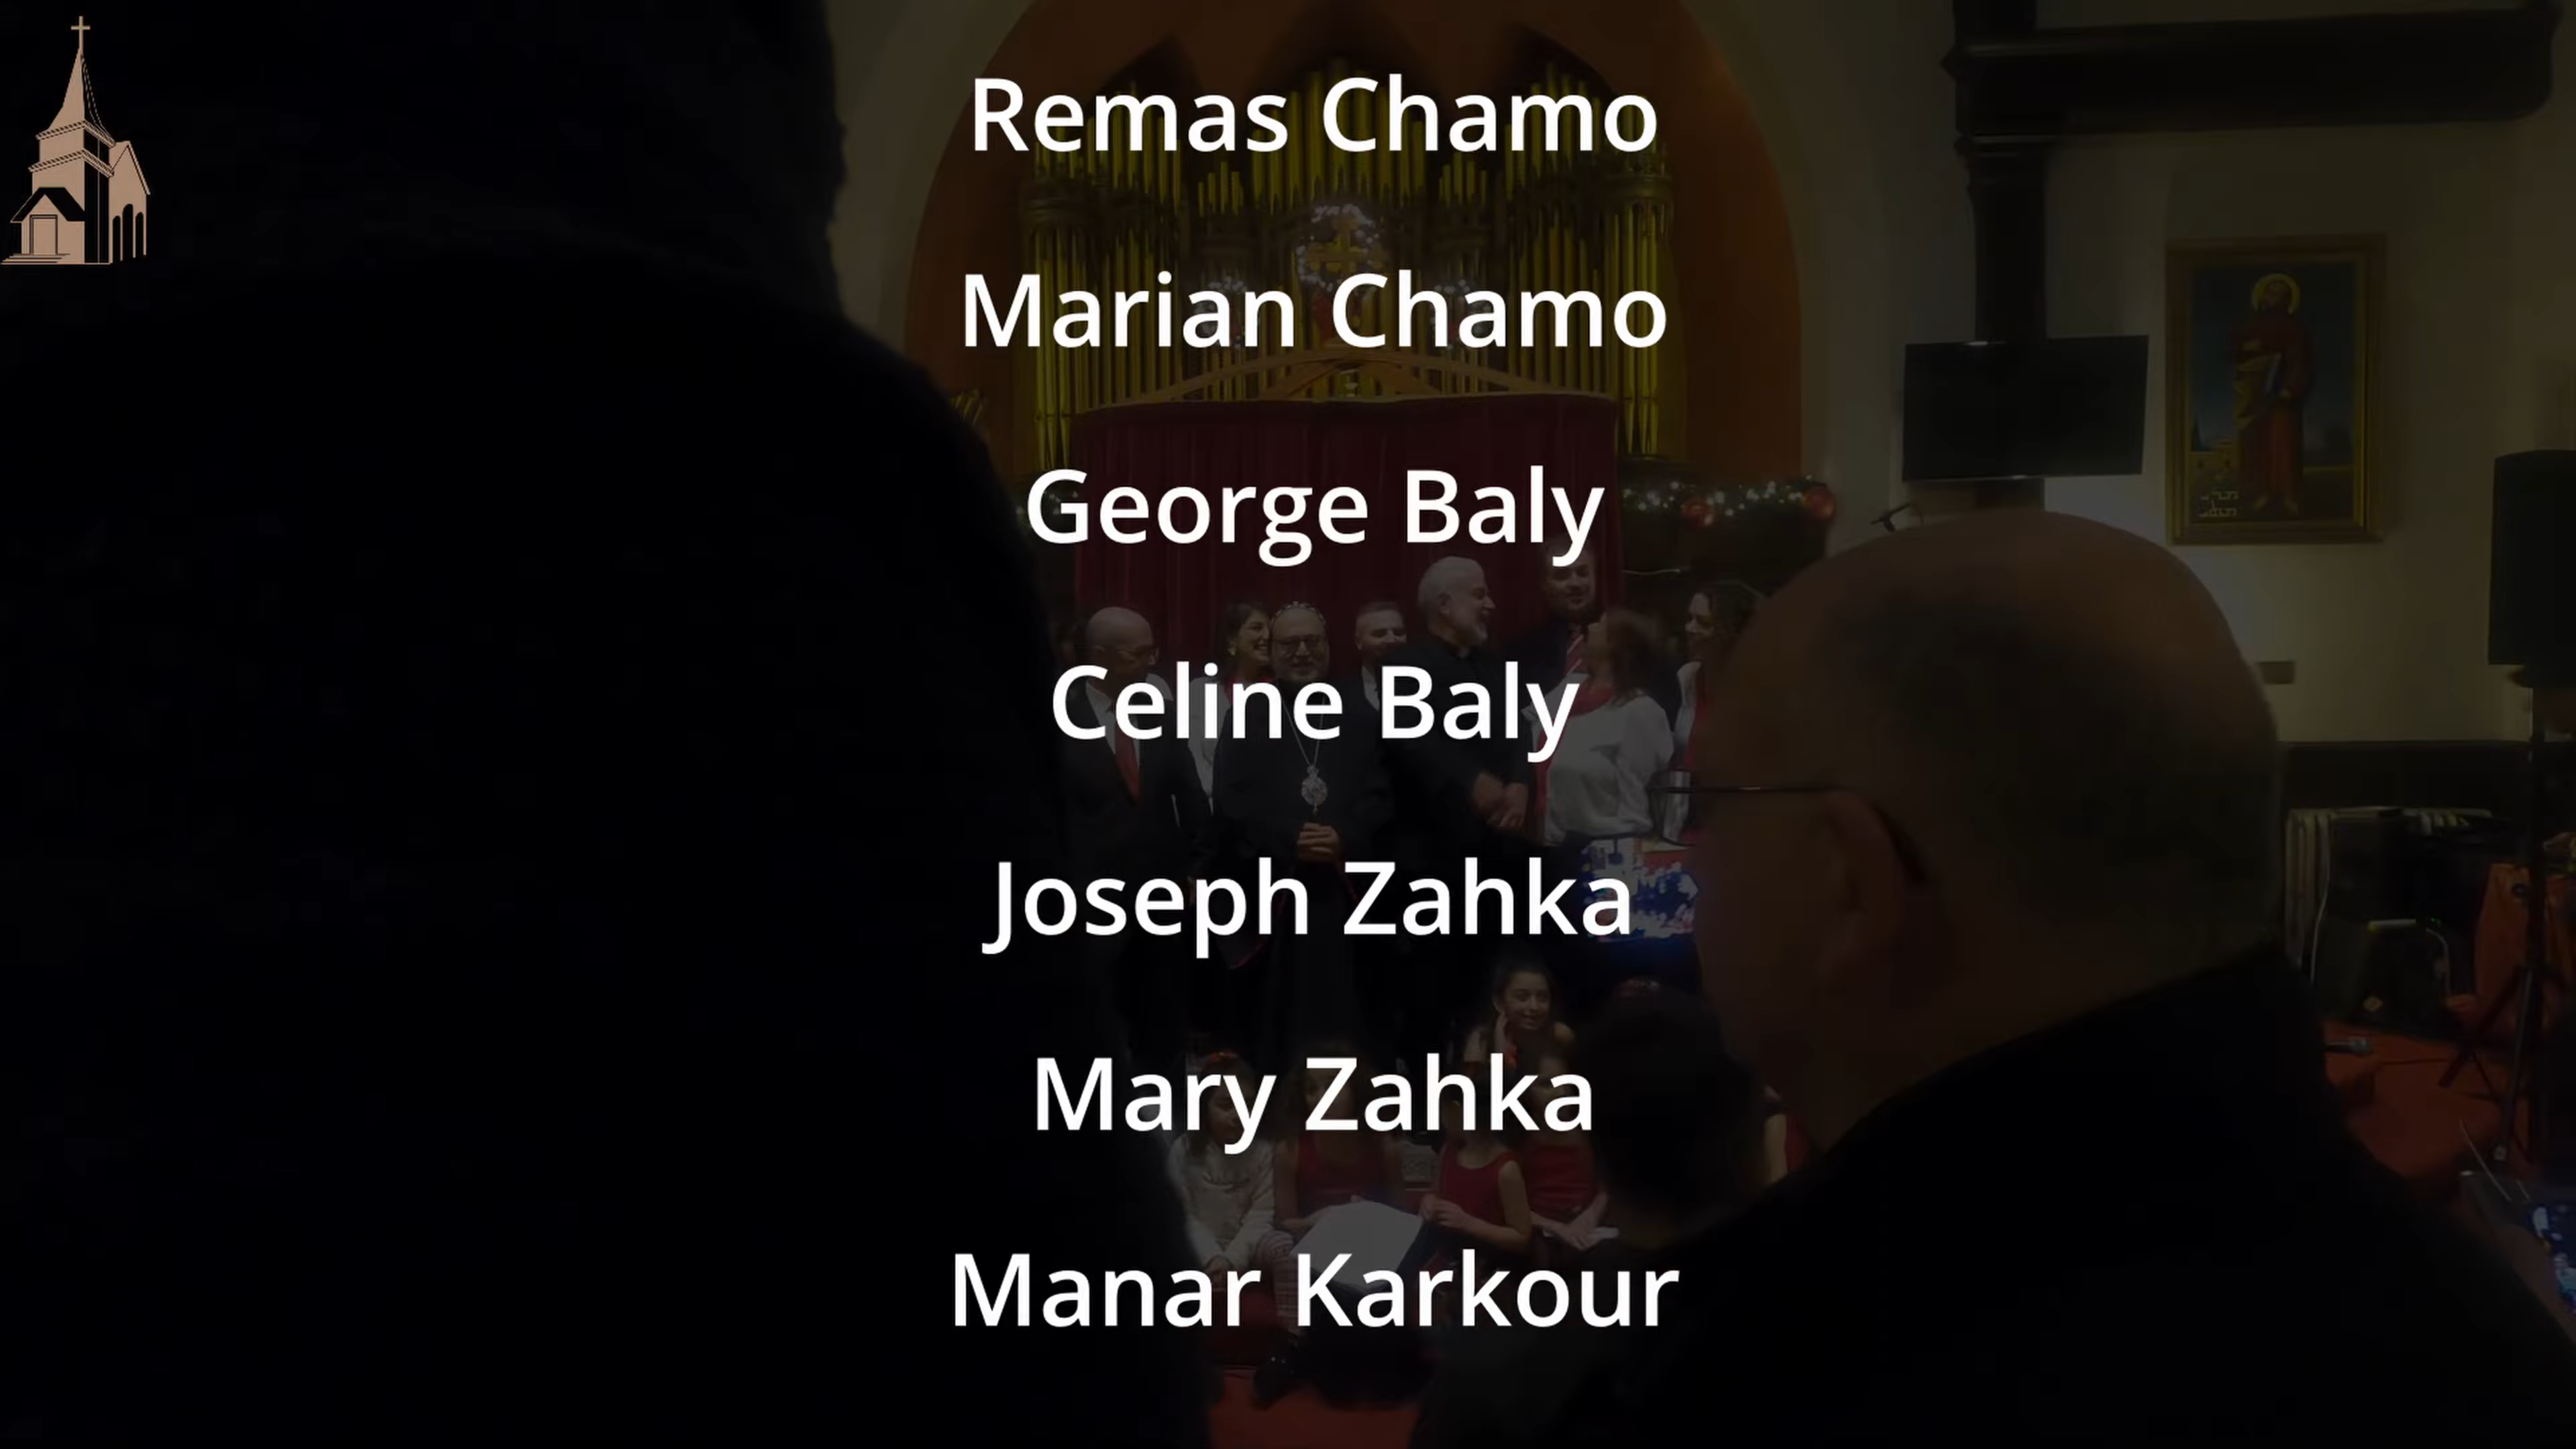 Remas Chamo
Marian Chamo
George Baly
Celine Baly
Joseph Zahka
Mary Zahka
Manar Karkour